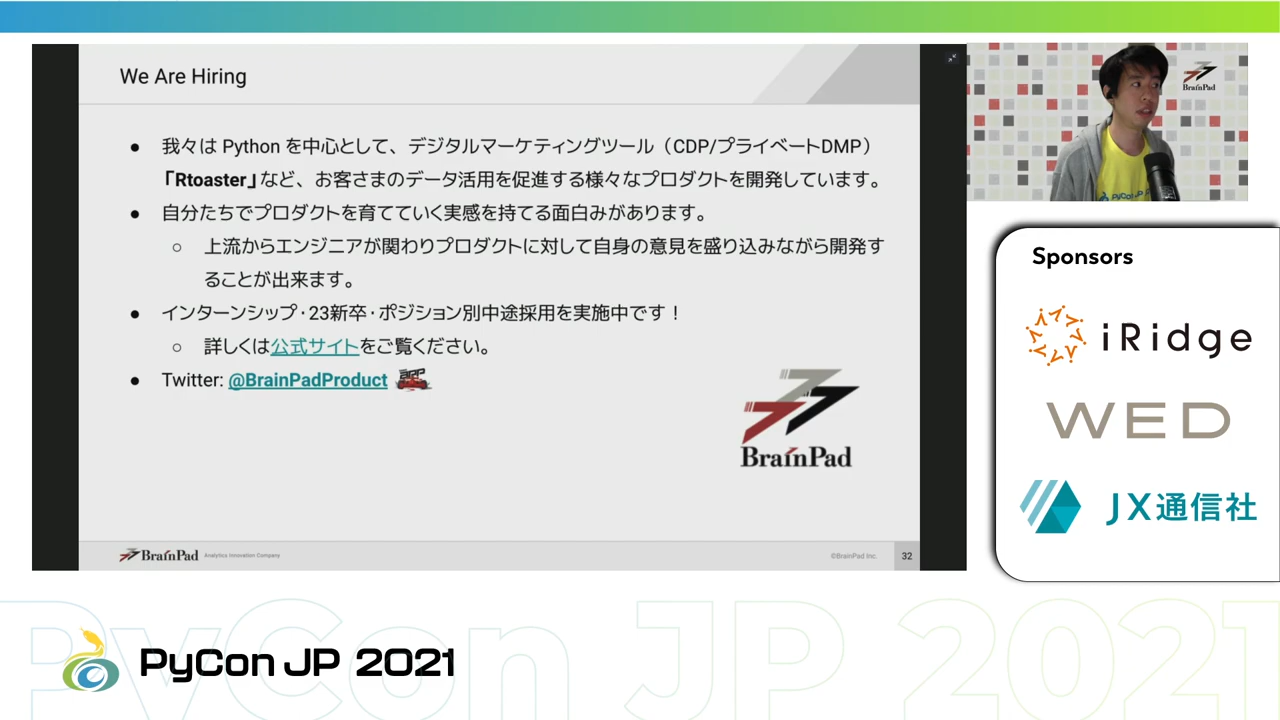 We Are Hiring
● 我々は Python を中心として、デジタルマーケティングツール（CDP/プライベートDMP）
「Rtoaster」など、お客さまのデータ活用を促進する様々なプロダクトを開発しています。
● 自分たちでプロダクトを育てていく実感を持てる面白みがあります。
○ 上流からエンジニアが関わりプロダクトに対して自身の意見を盛り込みながら開発す
ることが出来ます。
● インターンシップ・23新卒・ポジション別中途採用を実施中です！
○ 詳しくは公式サイトをご覧ください。
● Twitter: @BrainPadProduct
BrainPad
BrainPad Analytics Innovation Company
©BrainPad Inc.
32
BrainPad
PyCon JP
Sponsors
iRidge
WED
JX通信社
PyCon JP 2021
PyCon JP 2021